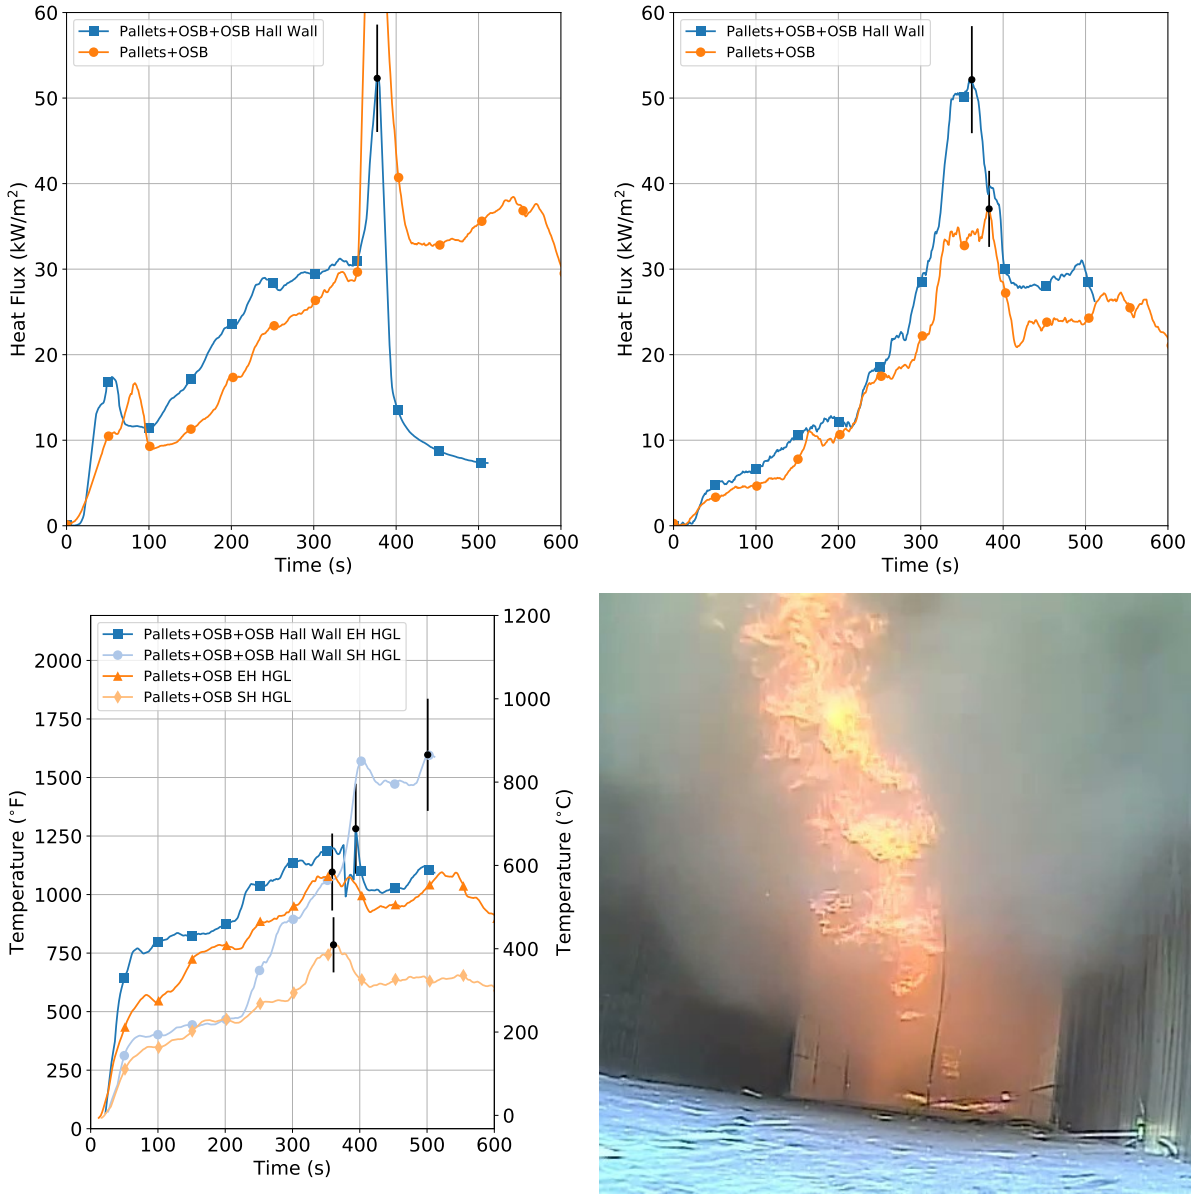 Pallets+OSB+OSB Hall Wall
Pallets+OSB
Heat Flux (kW/m²)
60
50
40
30
20
10
0
0 100 200 300 400 500 600
Time (s)
Pallets+OSB+OSB Hall Wall
Pallets+OSB
Heat Flux (kW/m²)
60
50
40
30
20
10
0
0 100 200 300 400 500 600
Time (s)
Pallets+OSB+OSB Hall Wall EH HGL
Pallets+OSB+OSB Hall Wall SH HGL
Pallets+OSB EH HGL
Pallets+OSB SH HGL
Temperature (°F)
2000
1750
1500
1250
1000
750
500
250
0
1200
1000
800
600
400
200
0
Temperature (°C)
0 100 200 300 400 500 600
Time (s)